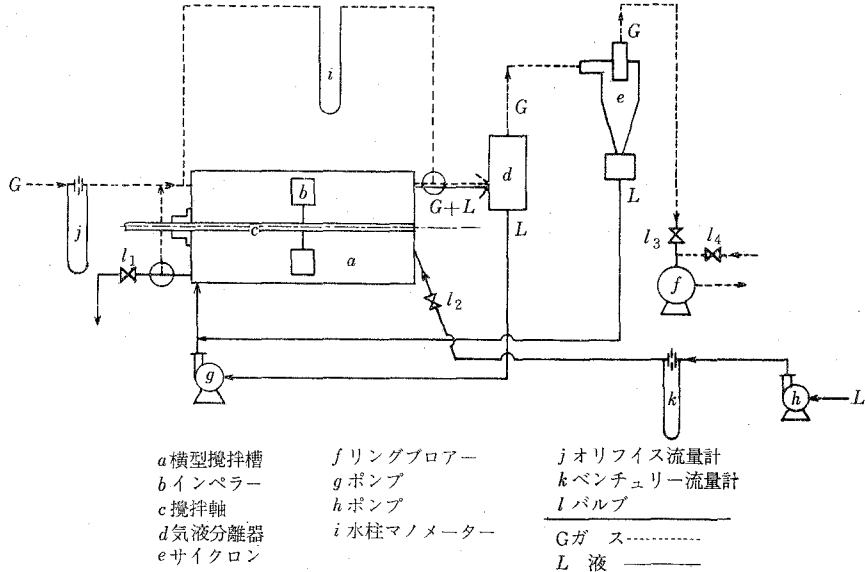 G
i
G
e
d
G
G+L
L
L
j
b
c
a
l₁
l₂
l₃
l₄
f
g
k
h
L
a横型攪拌槽
bインペラー
c攪拌軸
d気液分離器
eサイクロン
fリングブロアー
gポンプ
hポンプ
i水柱マノメーター
jオリフイス流量計
kベンチュリー流量計
lバルブ
Gガス----------
L 液 ————